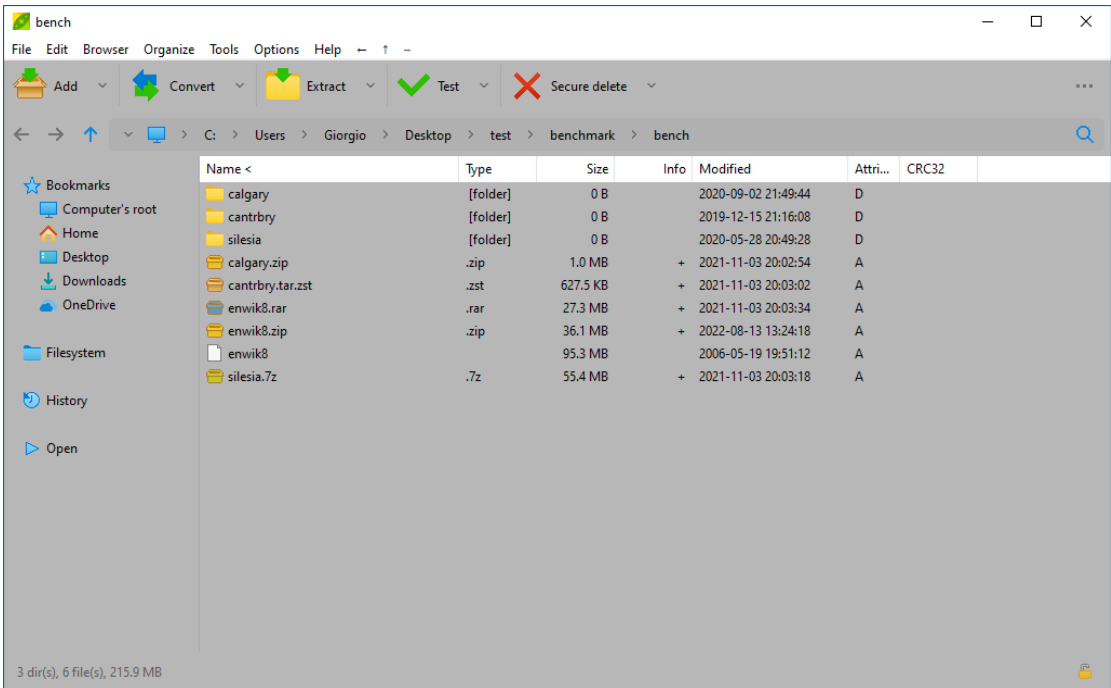 bench
File Edit Browser Organize Tools Options Help ← ↑ –
Add Convert Extract Test Secure delete ...
C: > Users > Giorgio > Desktop > test > benchmark > bench
Name < Type Size Info Modified Attri... CRC32
Bookmarks
Computer's root
Home
Desktop
Downloads
OneDrive
Filesystem
History
Open
calgary [folder] 0 B 2020-09-02 21:49:44 D
cantrbry [folder] 0 B 2019-12-15 21:16:08 D
silesia [folder] 0 B 2020-05-28 20:49:28 D
calgary.zip .zip 1.0 MB + 2021-11-03 20:02:54 A
cantrbry.tar.zst .zst 627.5 KB + 2021-11-03 20:03:02 A
enwik8.rar .rar 27.3 MB + 2021-11-03 20:03:34 A
enwik8.zip .zip 36.1 MB + 2022-08-13 13:24:18 A
enwik8 95.3 MB 2006-05-19 19:51:12 A
silesia.7z .7z 55.4 MB + 2021-11-03 20:03:18 A
3 dir(s), 6 file(s), 215.9 MB